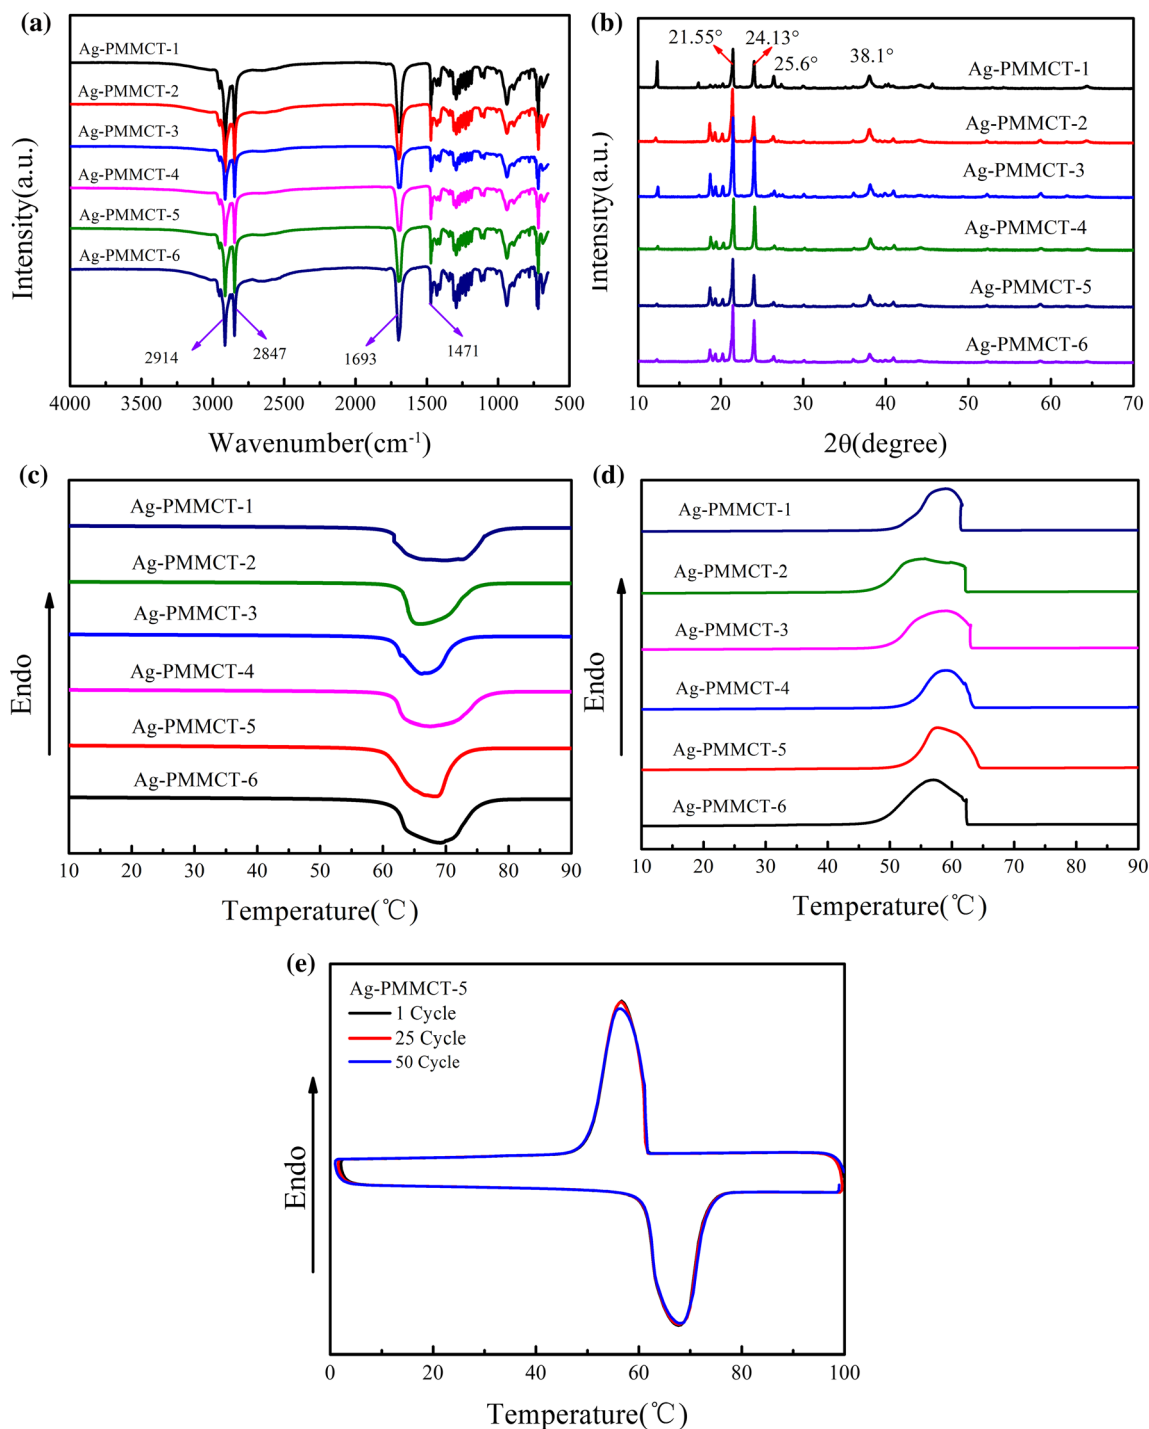 (a)
Ag-PMMCT-1
Ag-PMMCT-2
Ag-PMMCT-3
Ag-PMMCT-4
Ag-PMMCT-5
Ag-PMMCT-6
2914
2847
1693
1471
4000 3500 3000 2500 2000 1500 1000 500
Wavenumber(cm⁻¹)
Intensity(a.u.)
(b)
21.55°
24.13°
25.6°
38.1°
Ag-PMMCT-1
Ag-PMMCT-2
Ag-PMMCT-3
Ag-PMMCT-4
Ag-PMMCT-5
Ag-PMMCT-6
10 20 30 40 50 60 70
2θ(degree)
Intensity(a.u.)
(c)
Ag-PMMCT-1
Ag-PMMCT-2
Ag-PMMCT-3
Ag-PMMCT-4
Ag-PMMCT-5
Ag-PMMCT-6
10 20 30 40 50 60 70 80 90
Temperature(℃)
Endo
(d)
Ag-PMMCT-1
Ag-PMMCT-2
Ag-PMMCT-3
Ag-PMMCT-4
Ag-PMMCT-5
Ag-PMMCT-6
10 20 30 40 50 60 70 80 90
Temperature(℃)
Endo
(e)
Ag-PMMCT-5
1 Cycle
25 Cycle
50 Cycle
0 20 40 60 80 100
Temperature(℃)
Endo